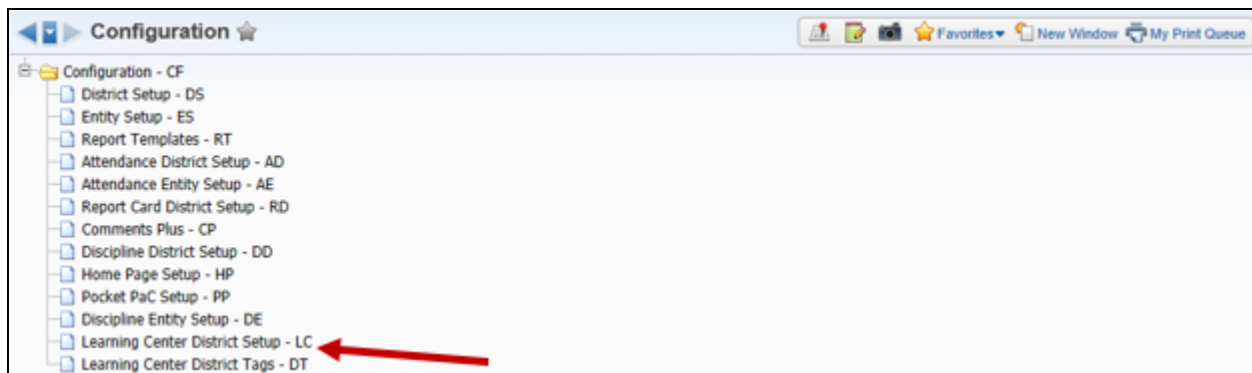 Configuration
Favorites New Window My Print Queue
Configuration - CF
District Setup - DS
Entity Setup - ES
Report Templates - RT
Attendance District Setup - AD
Attendance Entity Setup - AE
Report Card District Setup - RD
Comments Plus - CP
Discipline District Setup - DD
Home Page Setup - HP
Pocket PaC Setup - PP
Discipline Entity Setup - DE
Learning Center District Setup - LC
Learning Center District Tags - DT